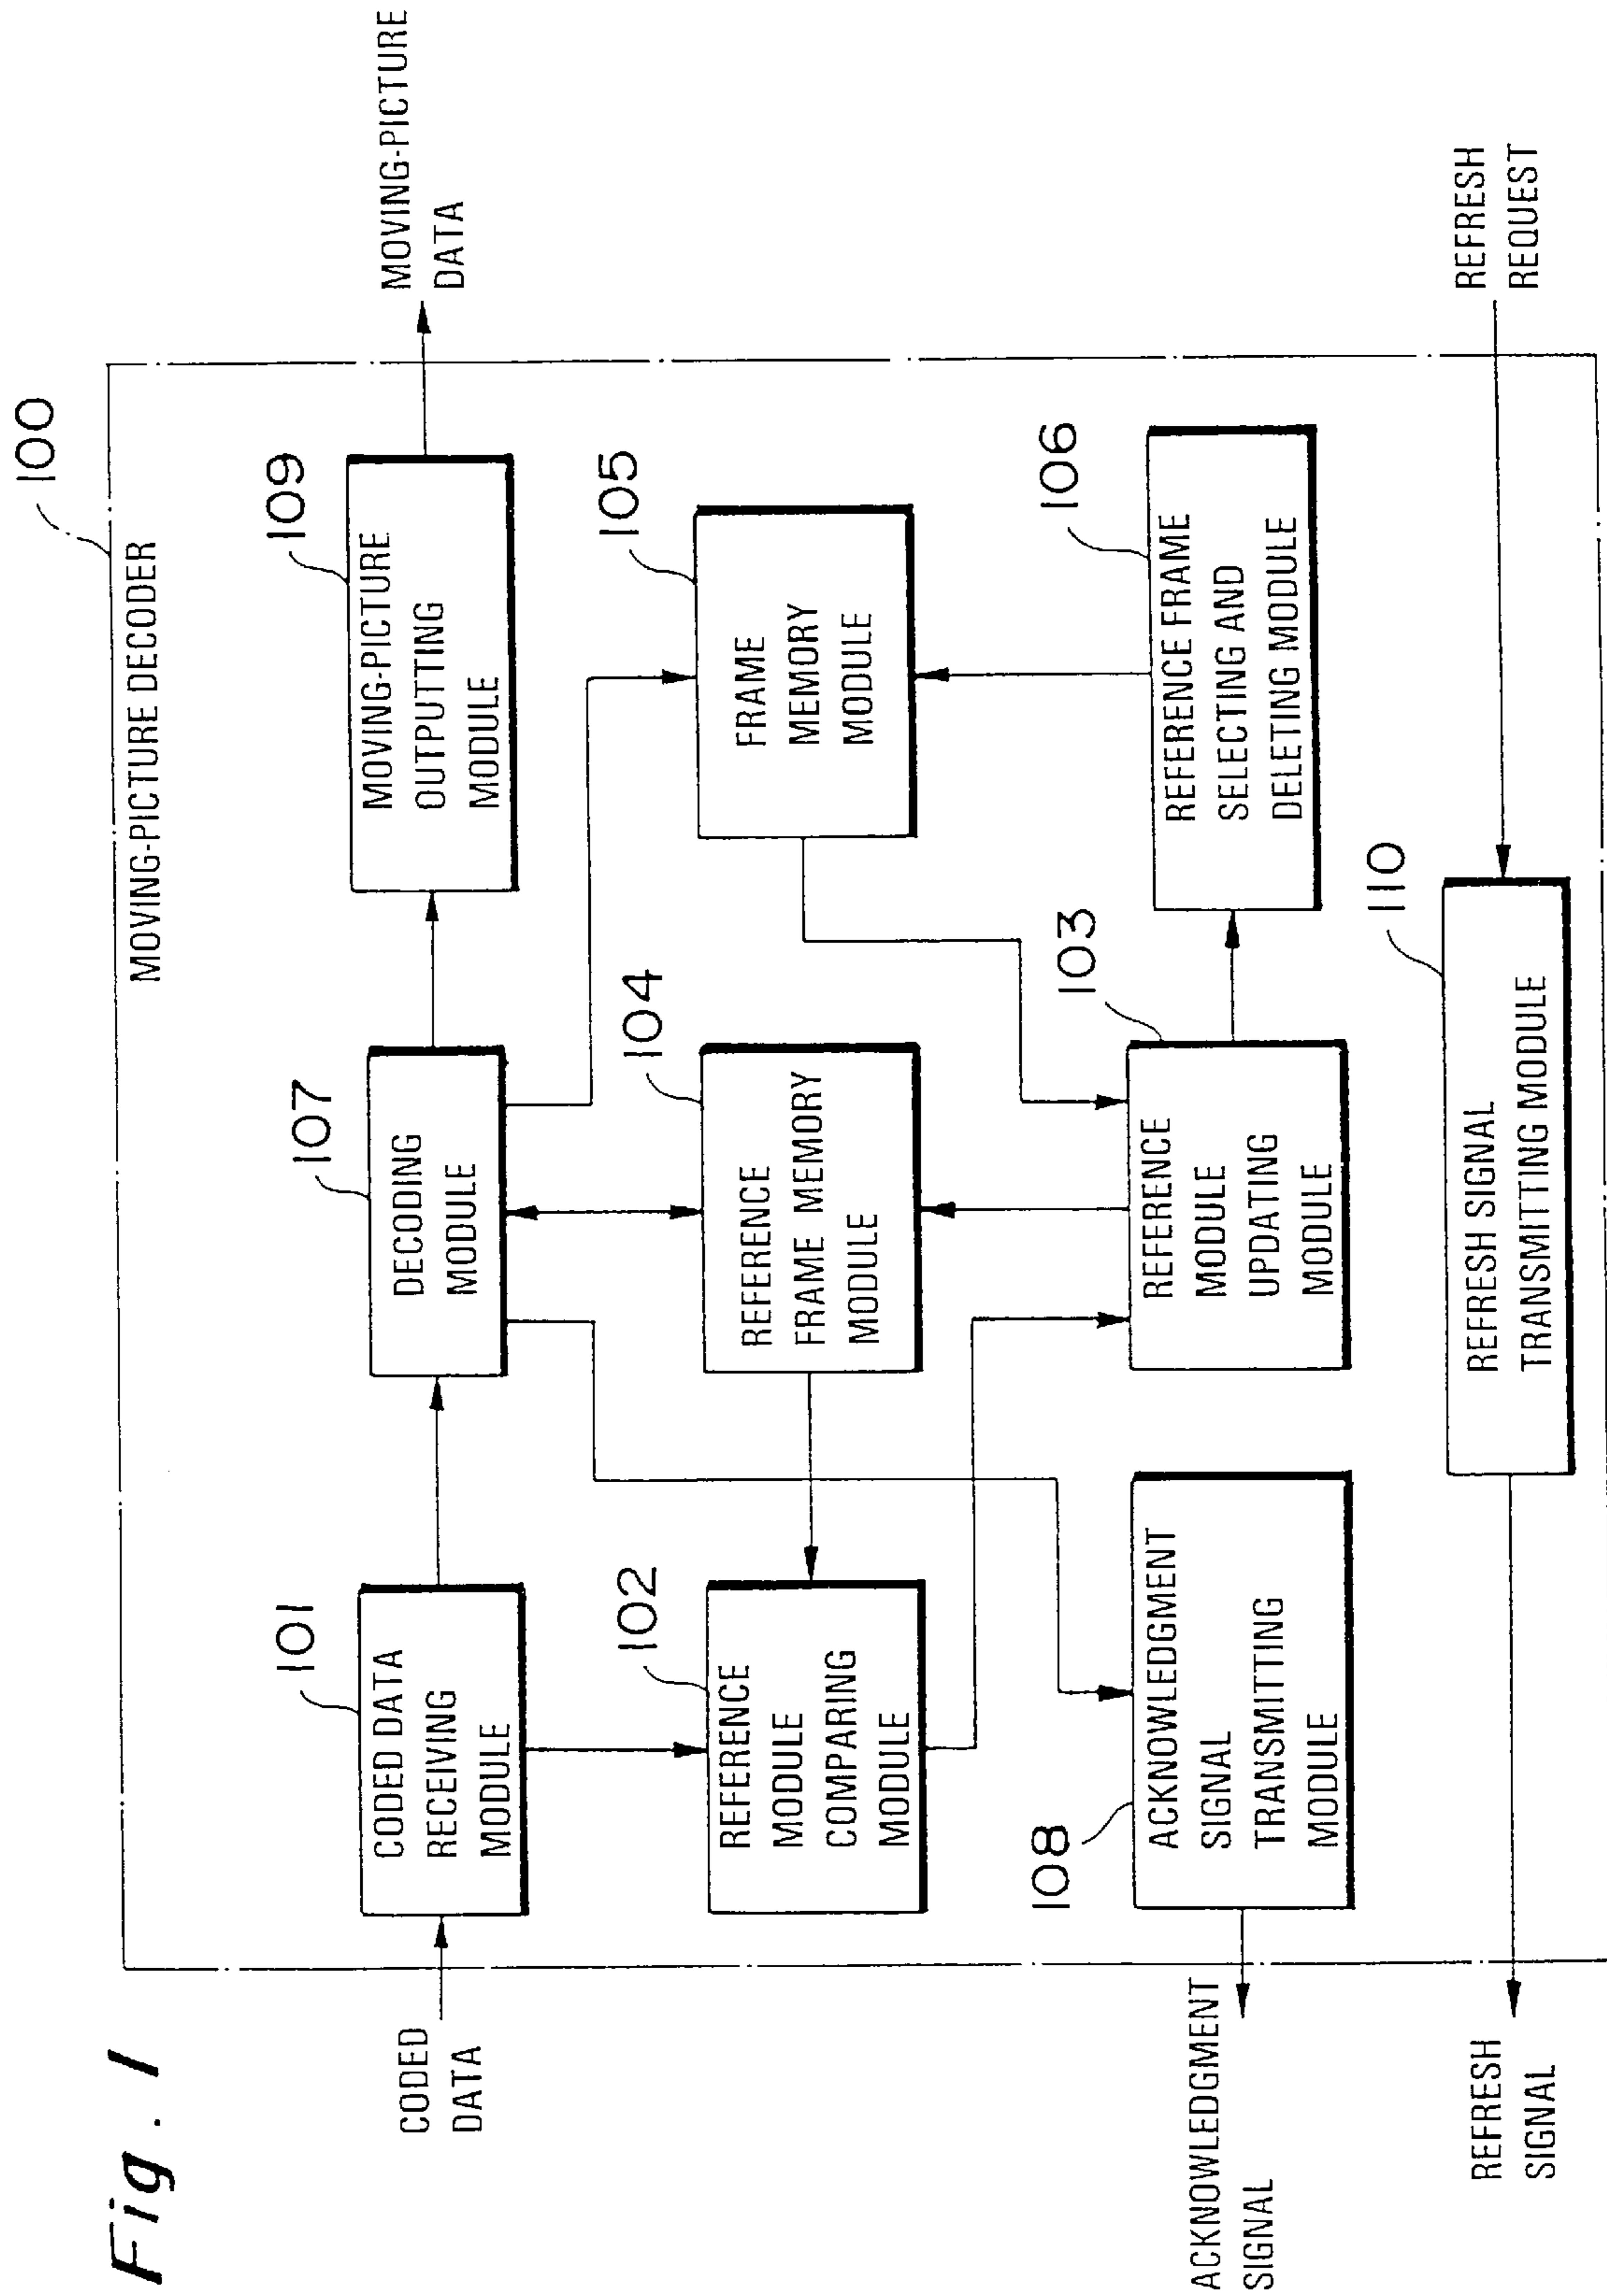 Fig. 1
100
MOVING-PICTURE DECODER
CODED
DATA
101
CODED DATA
RECEIVING
MODULE
107
DECODING
MODULE
109
MOVING-PICTURE
OUTPUTTING
MODULE
MOVING-PICTURE
DATA
102
REFERENCE
MODULE
COMPARING
MODULE
104
REFERENCE
FRAME MEMORY
MODULE
105
FRAME
MEMORY
MODULE
108
ACKNOWLEDGMENT
SIGNAL
TRANSMITTING
MODULE
ACKNOWLEDGMENT
SIGNAL
103
REFERENCE
MODULE
UPDATING
MODULE
106
REFERENCE FRAME
SELECTING AND
DELETING MODULE
110
REFRESH SIGNAL
TRANSMITTING MODULE
REFRESH
SIGNAL
REFRESH
REQUEST